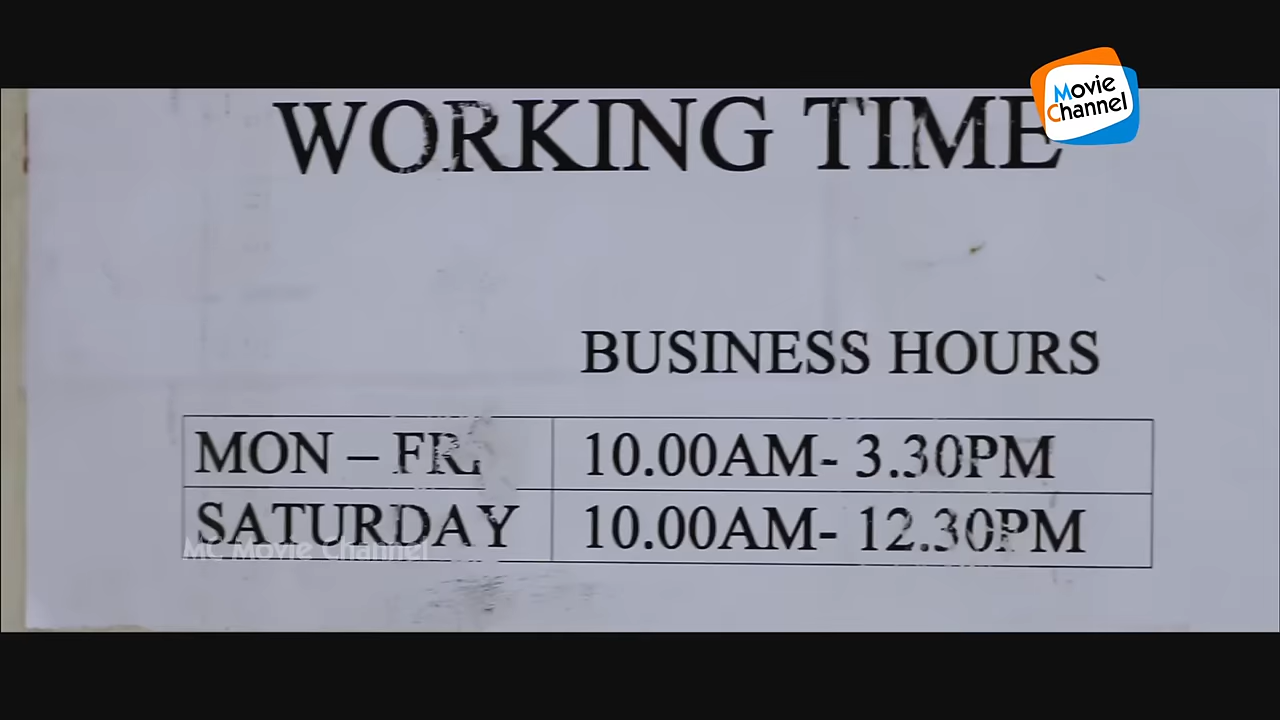 WORKING TIME
Movie
Channel
BUSINESS HOURS
MON – FRI 10.00AM- 3.30PM
SATURDAY 10.00AM- 12.30PM
MC Movie Channel